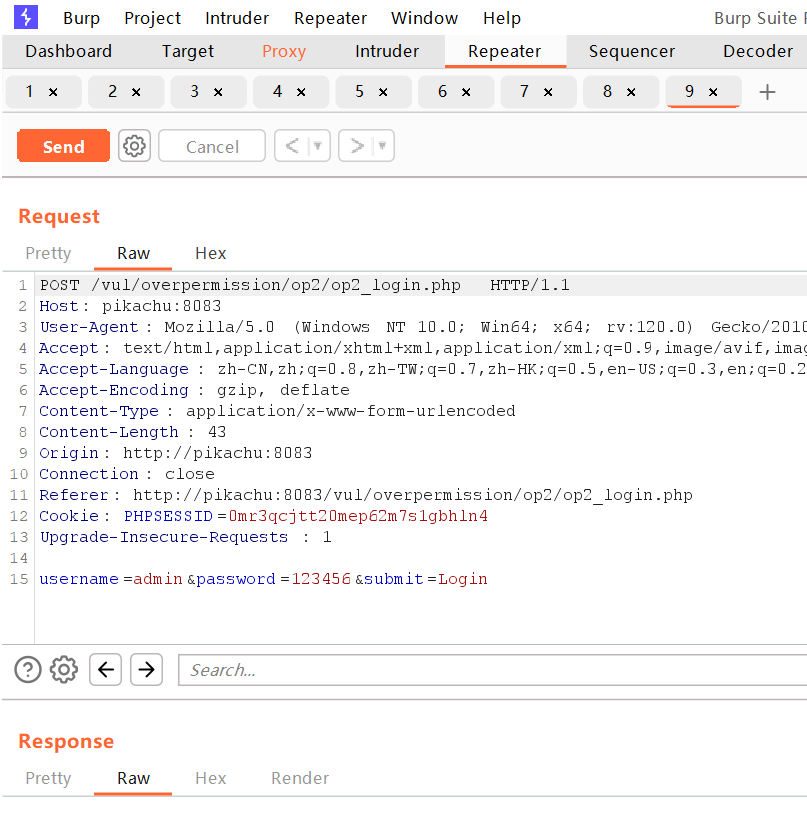 Burp Project Intruder Repeater Window Help Burp Suite
Dashboard Target Proxy Intruder Repeater Sequencer Decoder
1 × 2 × 3 × 4 × 5 × 6 × 7 × 8 × 9 × +
Send Cancel < >
Request
Pretty Raw Hex
1 POST /vul/overpermission/op2/op2_login.php HTTP/1.1
2 Host: pikachu:8083
3 User-Agent: Mozilla/5.0 (Windows NT 10.0; Win64; x64; rv:120.0) Gecko/2010
4 Accept: text/html,application/xhtml+xml,application/xml;q=0.9,image/avif,imag
5 Accept-Language: zh-CN,zh;q=0.8,zh-TW;q=0.7,zh-HK;q=0.5,en-US;q=0.3,en;q=0.2
6 Accept-Encoding: gzip, deflate
7 Content-Type: application/x-www-form-urlencoded
8 Content-Length: 43
9 Origin: http://pikachu:8083
10 Connection: close
11 Referer: http://pikachu:8083/vul/overpermission/op2/op2_login.php
12 Cookie: PHPSESSID=0mr3qcjtt20mep62m7s1gbhln4
13 Upgrade-Insecure-Requests: 1
14
15 username=admin&password=123456&submit=Login
? ← → Search...
Response
Pretty Raw Hex Render